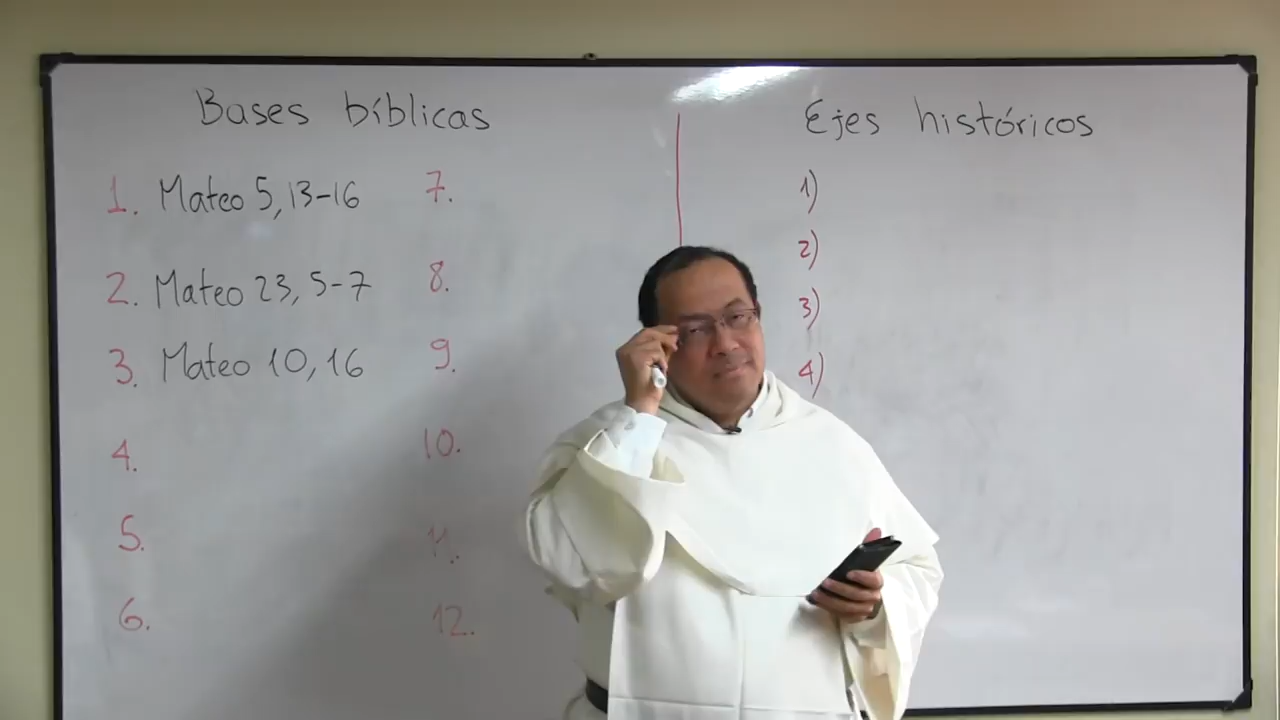 Bases bíblicas
1. Mateo 5, 13-16
2. Mateo 23, 5-7
3. Mateo 10, 16
4.
5.
6.
7.
8.
9.
10.
11.
12.
Ejes históricos
1)
2)
3)
4)